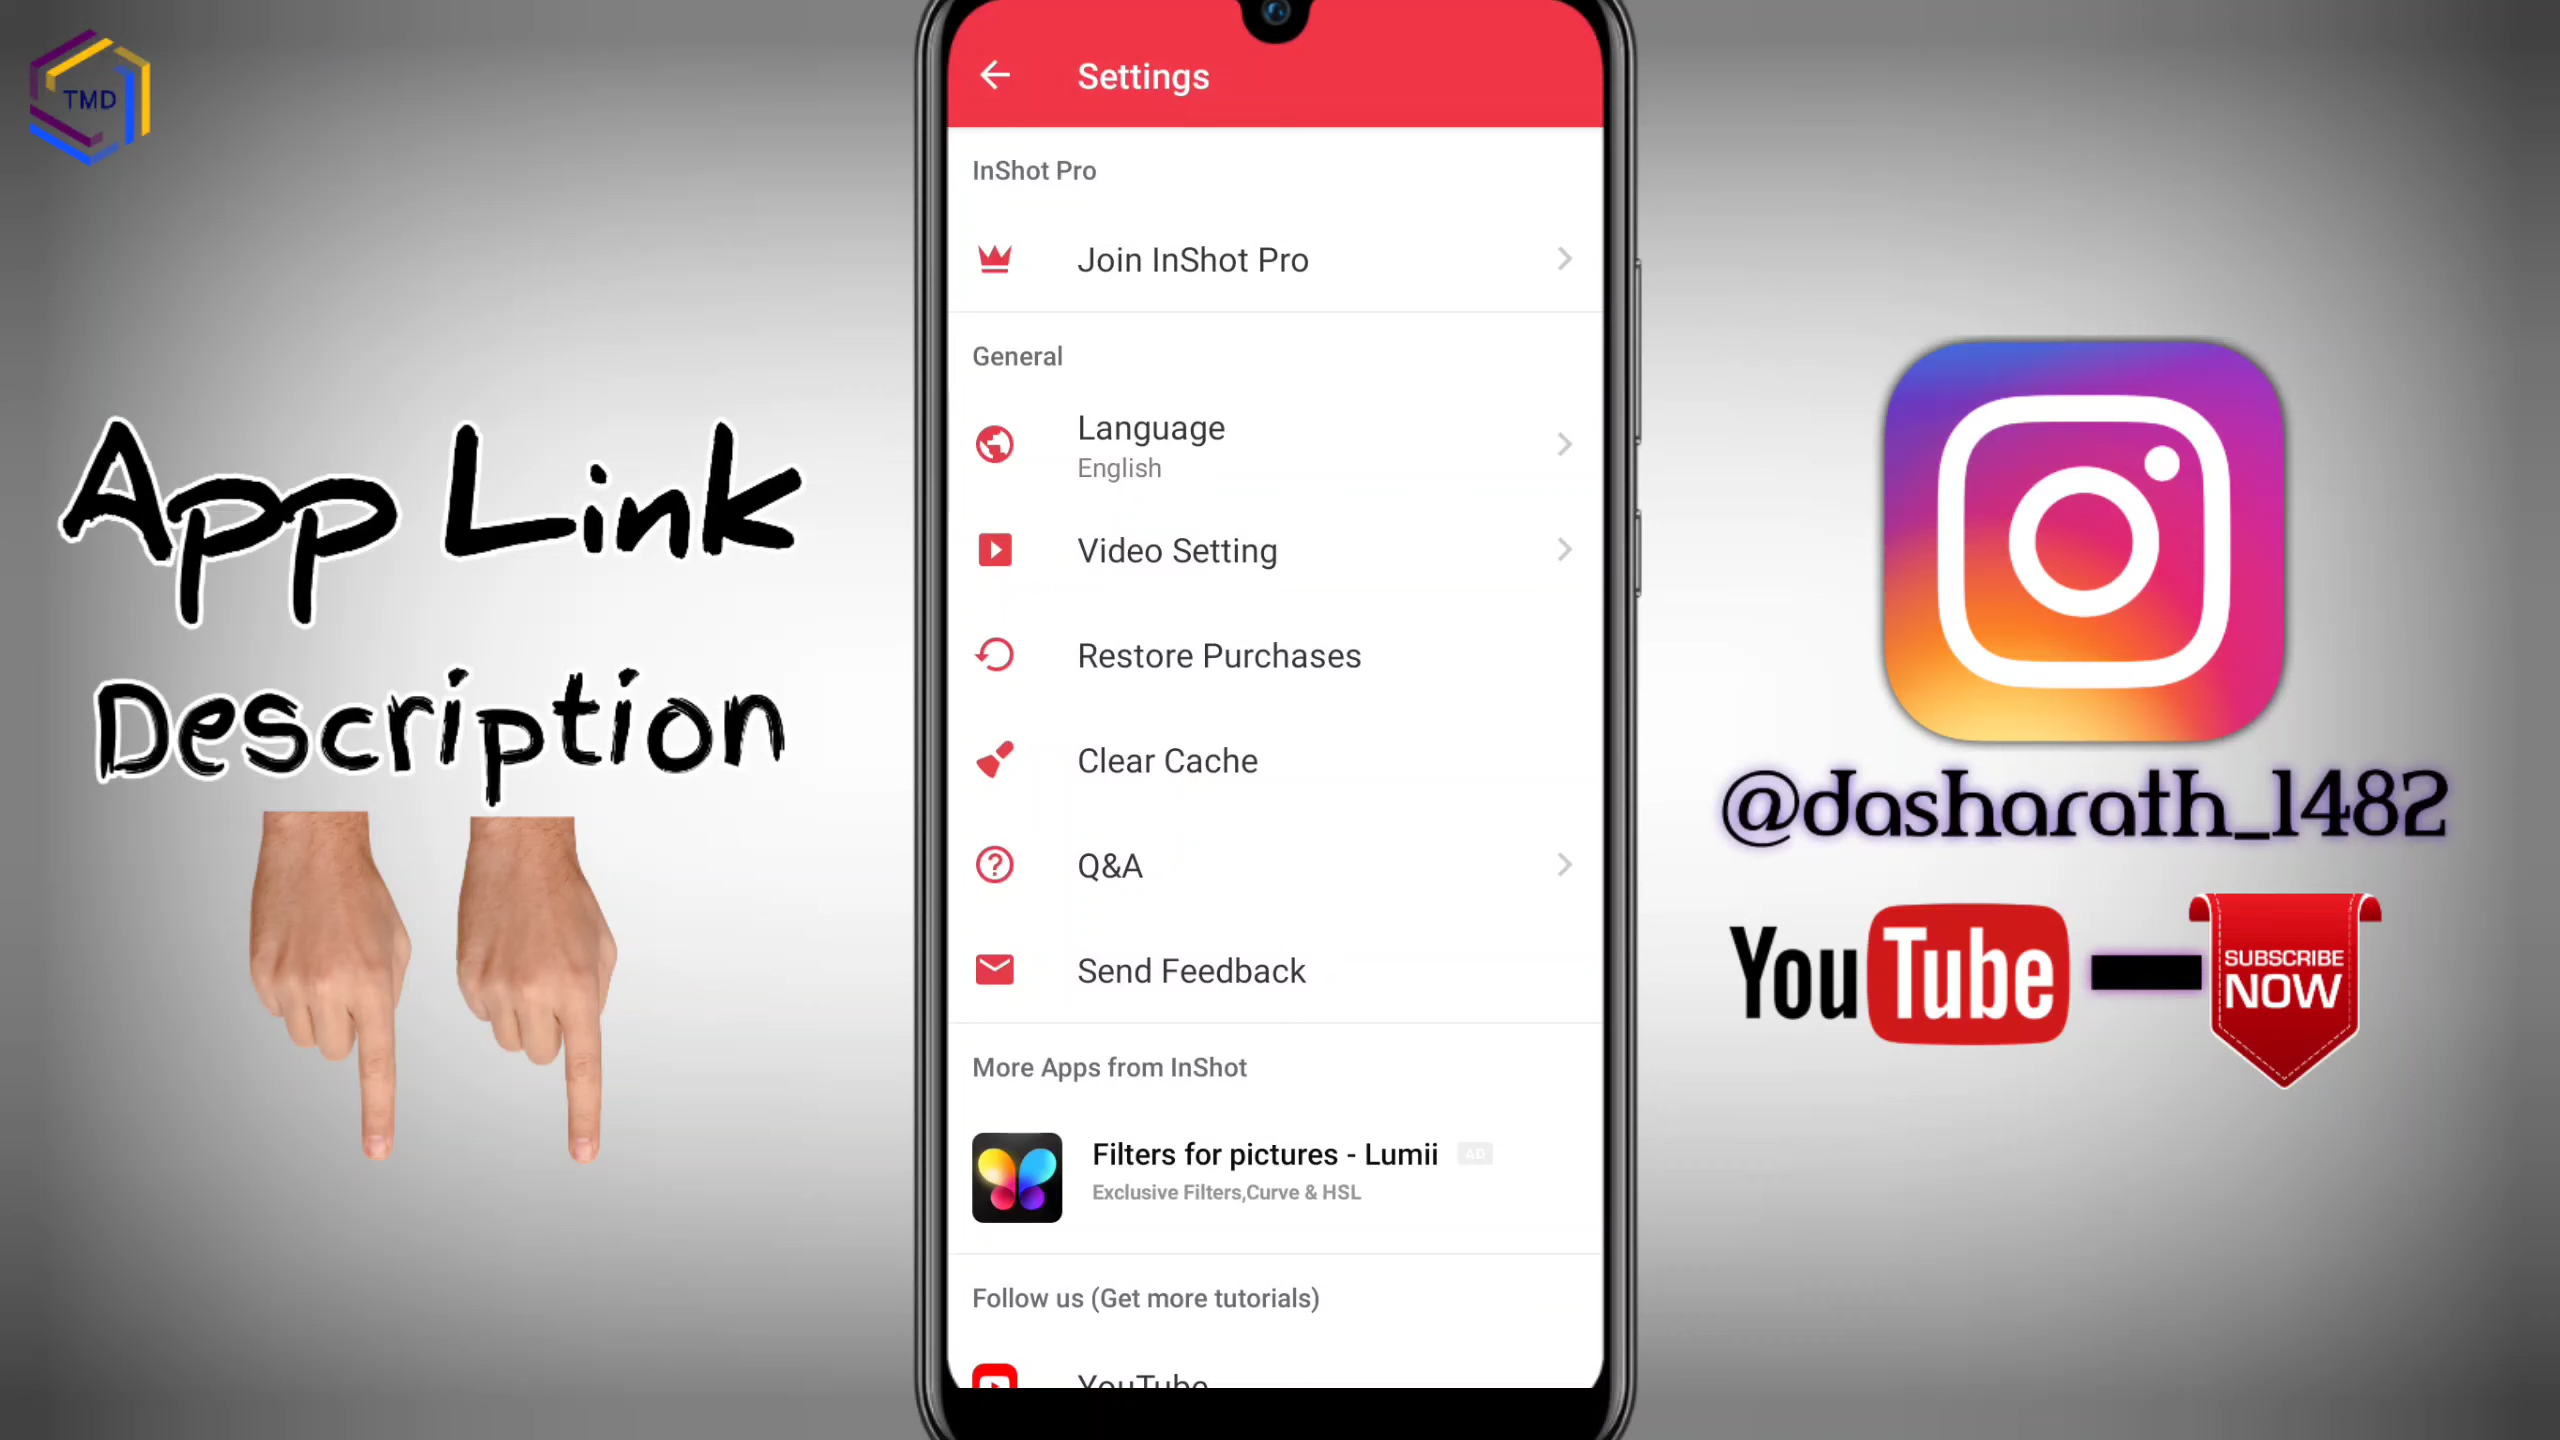 TMD
App Link
Description
Settings
InShot Pro
Join InShot Pro
General
Language
English
Video Setting
Restore Purchases
Clear Cache
Q&A
Send Feedback
More Apps from InShot
Filters for pictures - Lumii AD
Exclusive Filters,Curve & HSL
Follow us (Get more tutorials)
YouTube
@dasharath_1482
YouTube
SUBSCRIBE
NOW